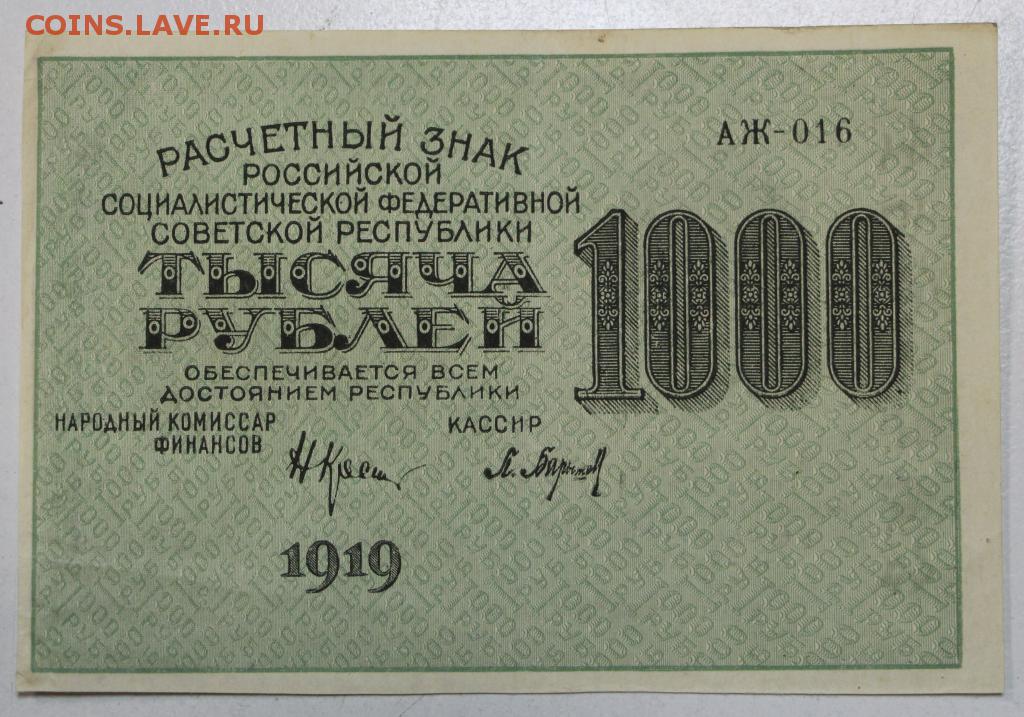 COINS.LAVE.RU
АЖ-016
РАСЧЕТНЫЙ ЗНАК
РОССИЙСКОЙ
СОЦИАЛИСТИЧЕСКОЙ ФЕДЕРАТИВНОЙ
СОВЕТСКОЙ РЕСПУБЛИКИ
ТЫСЯЧА
РУБЛЕЙ
1000
ОБЕСПЕЧИВАЕТСЯ ВСЕМ
ДОСТОЯНИЕМ РЕСПУБЛИКИ
НАРОДНЫЙ КОМИССАР
ФИНАНСОВ
КАССИР
1919